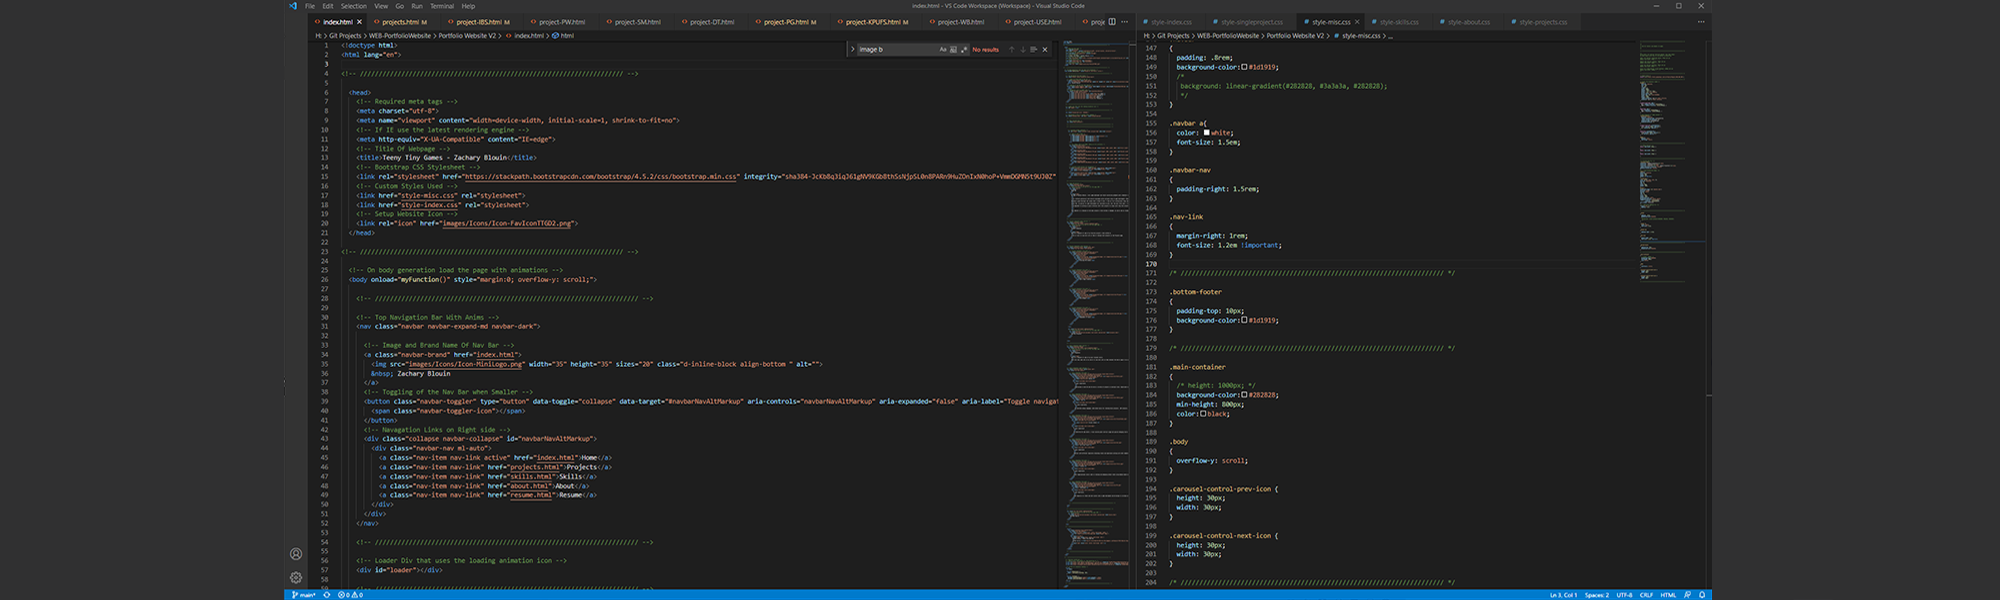 File Edit Selection View Go Run Terminal Help
index.html - VS Code Workspace (Workspace) - Visual Studio Code
index.html × projects.html M project-IBS.html M project-PW.html project-SM.html project-DT.html project-PG.html M project-KPUFS.html M project-WB.html project-USE.html proje
H: > Git Projects > WEB-PortfolioWebsite > Portfolio Website V2 > index.html > html
image b
No results
1 <!doctype html>
2 <html lang="en">
3
4 <!-- ////////////////////////////////////////////////////////////////////// -->
5
6 <head>
7 <!-- Required meta tags -->
8 <meta charset="utf-8">
9 <meta name="viewport" content="width=device-width, initial-scale=1, shrink-to-fit=no">
10 <!-- If IE use the latest rendering engine -->
11 <meta http-equiv="X-UA-Compatible" content="IE=edge">
12 <!-- Title Of Webpage -->
13 <title>Teeny Tiny Games - Zachary Blouin</title>
14 <!-- Bootstrap CSS Stylesheet -->
15 <link rel="stylesheet" href="https://stackpath.bootstrapcdn.com/bootstrap/4.5.2/css/bootstrap.min.css" integrity=
16 <!-- Custom Styles Used -->
17 <link href="style-misc.css" rel="stylesheet">
18 <link href="style-index.css" rel="stylesheet">
19 <!-- Setup Website Icon -->
20 <link rel="icon" href="images/Icons/Icon-FavIconTTGD2.png">
21 </head>
22
23 <!-- ////////////////////////////////////////////////////////////////////// -->
24
25 <!-- On body generation load the page with animations -->
26 <body onload="myFunction()" style="margin:0; overflow-y: scroll;">
27
28 <!-- ////////////////////////////////////////////////////////////////////// -->
29
30 <!-- Top Navigation Bar With Anims -->
31 <nav class="navbar navbar-expand-md navbar-dark">
32
33 <!-- Image and Brand Name Of Nav Bar -->
34 <a class="navbar-brand" href="index.html">
35 <img src="images/Icons/Icon-MiniLogo.png" width="35" height="35" sizes="20" class="d-inline-block align-bottom " alt="">
36 &nbsp; Zachary Blouin
37 </a>
38 <!-- Toggling of the Nav Bar when Smaller -->
39 <button class="navbar-toggler" type="button" data-toggle="collapse" data-target="#navbarNavAltMarkup" aria-controls="navbarNavAltMarkup" aria-expanded="false" aria-label="Toggle navigat
40 <span class="navbar-toggler-icon"></span>
41 </button>
42 <!-- Navagation Links on Right side -->
43 <div class="collapse navbar-collapse" id="navbarNavAltMarkup">
44 <div class="navbar-nav ml-auto">
45 <a class="nav-item nav-link active" href="index.html">Home</a>
46 <a class="nav-item nav-link" href="projects.html">Projects</a>
47 <a class="nav-item nav-link" href="skills.html">Skills</a>
48 <a class="nav-item nav-link" href="about.html">About</a>
49 <a class="nav-item nav-link" href="resume.html">Resume</a>
50 </div>
51 </div>
52 </nav>
53
54 <!-- ////////////////////////////////////////////////////////////////////// -->
55
56 <!-- Loader Div that uses the loading animation icon -->
57 <div id="loader"></div>
58
style-index.css style-singleproject.css style-misc.css × style-skills.css style-about.css style-projects.css
H: > Git Projects > WEB-PortfolioWebsite > Portfolio Website V2 > style-misc.css > ...
147 {
148 padding: .8rem;
149 background-color: #1d1919;
150 /*
151 background: linear-gradient(#282828, #3a3a3a, #282828);
152 */
153 }
154
155 .navbar a{
156 color: white;
157 font-size: 1.5em;
158 }
159
160 .navbar-nav
161 {
162 padding-right: 1.5rem;
163 }
164
165 .nav-link
166 {
167 margin-right: 1rem;
168 font-size: 1.2em !important;
169 }
170
171 /* ////////////////////////////////////////////////////////////////////// */
172
173 .bottom-footer
174 {
175 padding-top: 10px;
176 background-color: #1d1919;
177 }
178
179 /* ////////////////////////////////////////////////////////////////////// */
180
181 .main-container
182 {
183 /* height: 1000px; */
184 background-color: #282828;
185 min-height: 800px;
186 color: black;
187 }
188
189 .body
190 {
191 overflow-y: scroll;
192 }
193
194 .carousel-control-prev-icon {
195 height: 30px;
196 width: 30px;
197 }
198
199 .carousel-control-next-icon {
200 height: 30px;
201 width: 30px;
202 }
203
204 /* ////////////////////////////////////////////////////////////////////// */
main* 0 0
Ln 3, Col 1 Spaces: 2 UTF-8 CRLF HTML